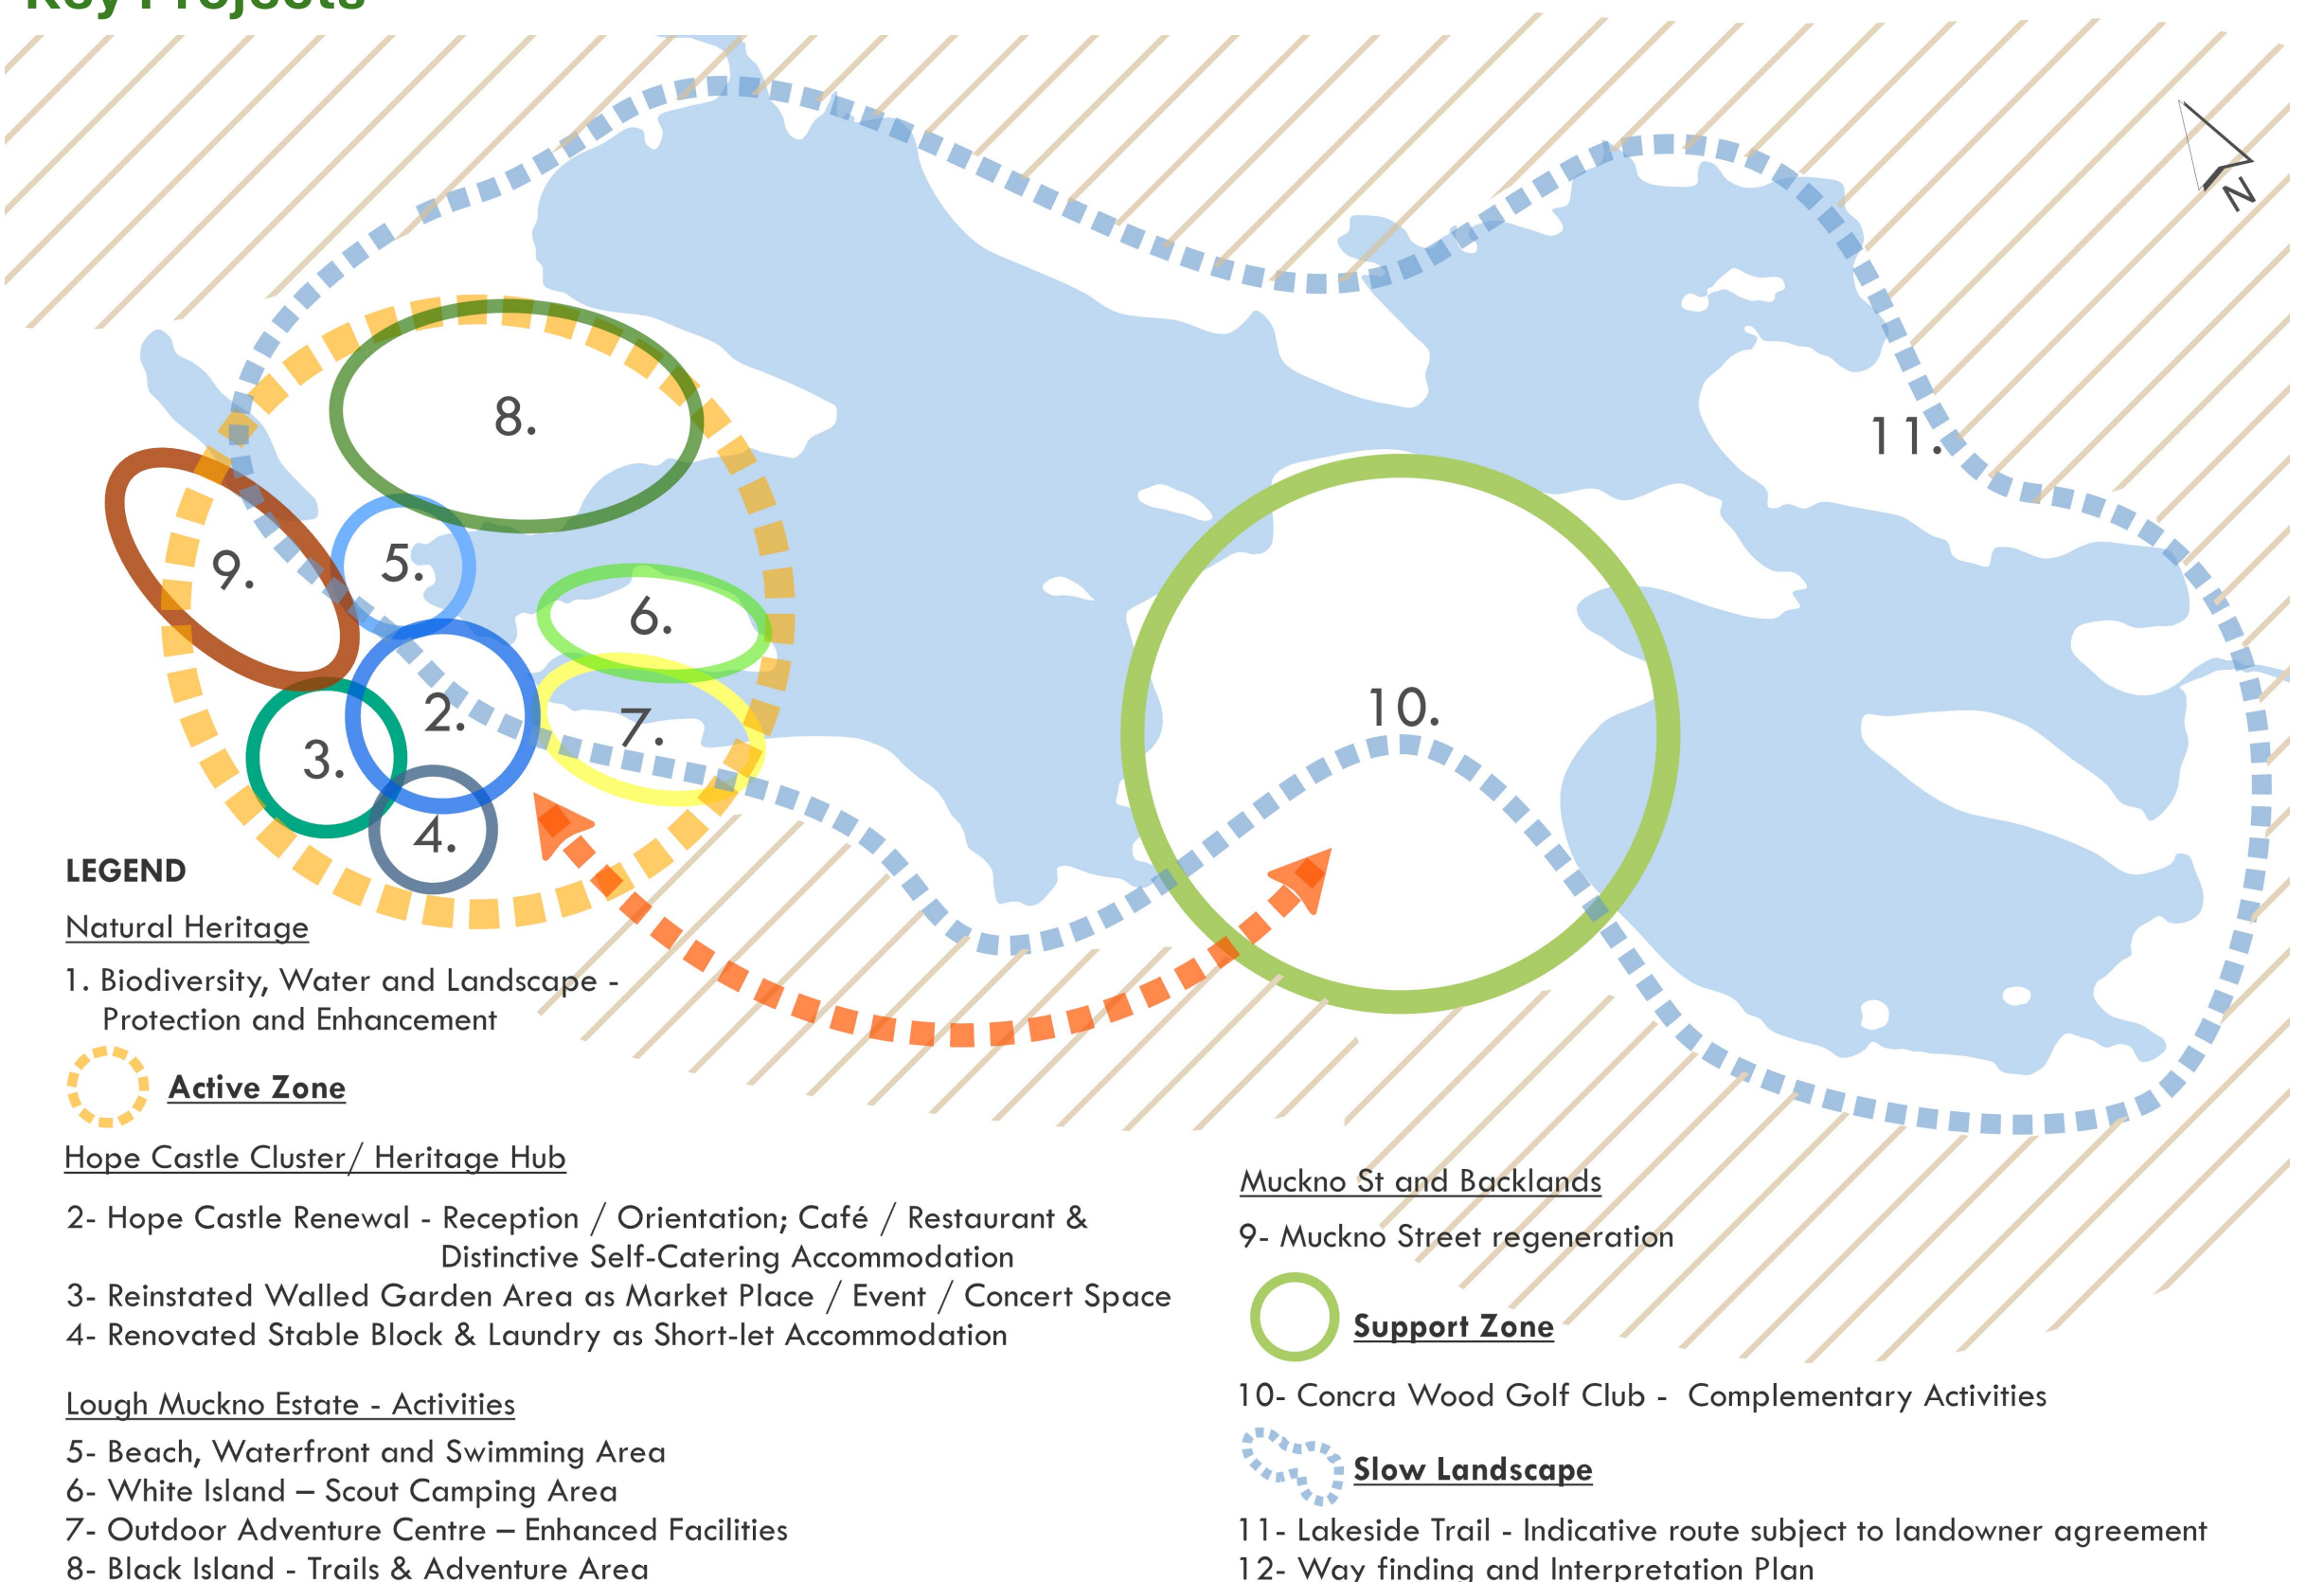 Key Projects
N
8.
11.
5.
9.
6.
10.
2.
7.
3.
4.
LEGEND
Natural Heritage
1. Biodiversity, Water and Landscape -
Protection and Enhancement
Active Zone
Hope Castle Cluster/ Heritage Hub
2- Hope Castle Renewal - Reception / Orientation; Café / Restaurant &
Distinctive Self-Catering Accommodation
3- Reinstated Walled Garden Area as Market Place / Event / Concert Space
4- Renovated Stable Block & Laundry as Short-let Accommodation
Lough Muckno Estate - Activities
5- Beach, Waterfront and Swimming Area
6- White Island – Scout Camping Area
7- Outdoor Adventure Centre – Enhanced Facilities
8- Black Island - Trails & Adventure Area
Muckno St and Backlands
9- Muckno Street regeneration
Support Zone
10- Concra Wood Golf Club - Complementary Activities
Slow Landscape
11- Lakeside Trail - Indicative route subject to landowner agreement
12- Way finding and Interpretation Plan